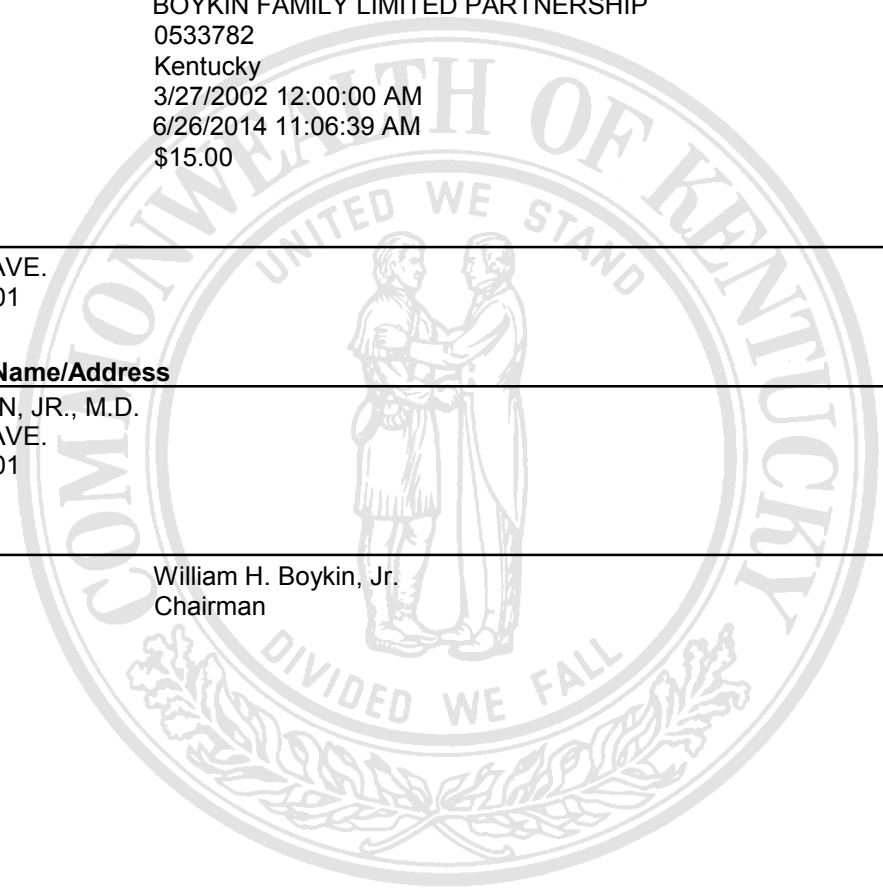 BOYKIN FAMILY LIMITED PARTNERSHIP
0533782
Kentucky
3/27/2002 12:00:00 AM
6/26/2014 11:06:39 AM
$15.00
COMMONWEALTH OF KENTUCKY
UNITED WE STAND
AVE.
01
Name/Address
N, JR., M.D.
AVE.
01
William H. Boykin, Jr.
Chairman
DIVIDED WE FALL